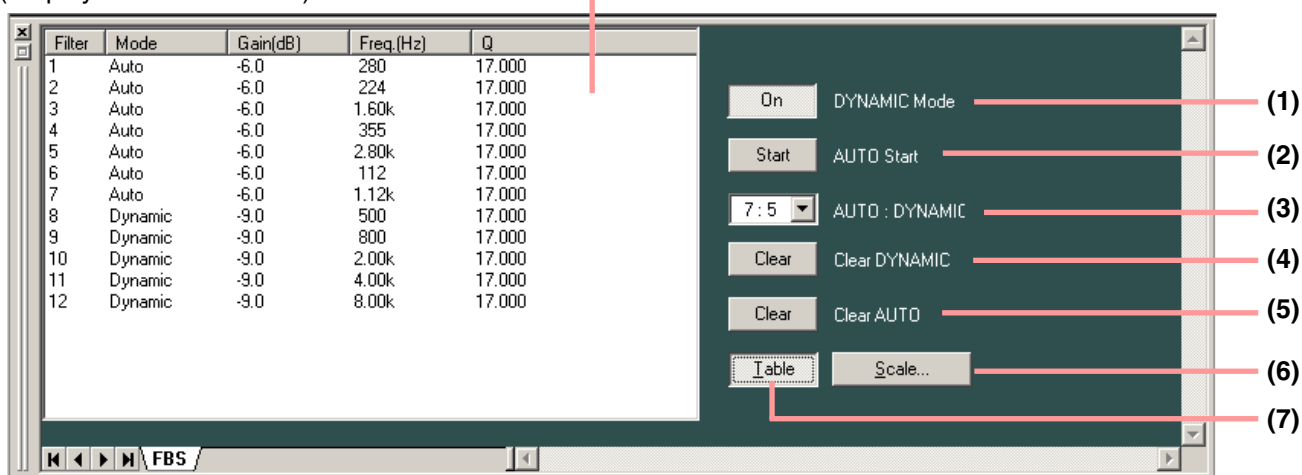 Filter Mode Gain(dB) Freq.(Hz) Q
1 Auto -6.0 280 17.000
2 Auto -6.0 224 17.000
3 Auto -6.0 1.60k 17.000
4 Auto -6.0 355 17.000
5 Auto -6.0 2.80k 17.000
6 Auto -6.0 112 17.000
7 Auto -6.0 1.12k 17.000
8 Dynamic -9.0 500 17.000
9 Dynamic -9.0 800 17.000
10 Dynamic -9.0 2.00k 17.000
11 Dynamic -9.0 4.00k 17.000
12 Dynamic -9.0 8.00k 17.000
On DYNAMIC Mode (1)
Start AUTO Start (2)
7 : 5 AUTO : DYNAMIC (3)
Clear Clear DYNAMIC (4)
Clear Clear AUTO (5)
Table Scale... (6)
(7)
FBS